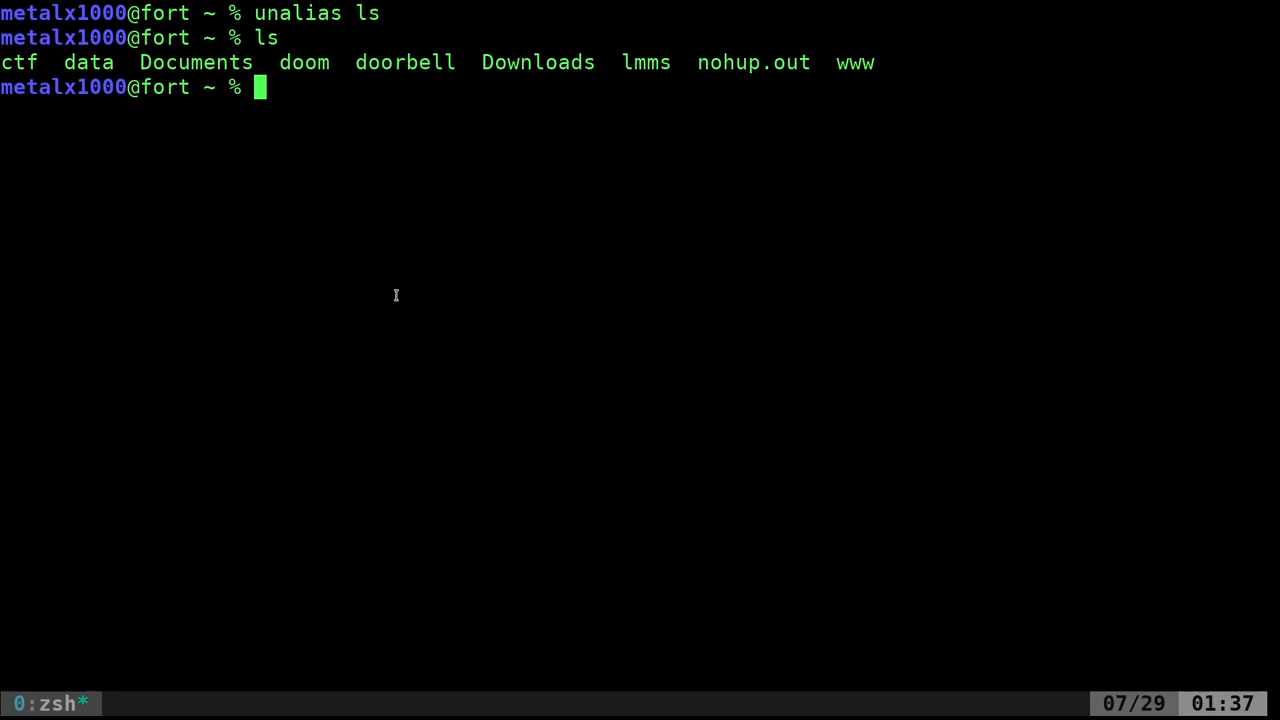 metalx1000@fort ~ % unalias ls
metalx1000@fort ~ % ls
ctf  data  Documents  doom  doorbell  Downloads  lmms  nohup.out  www
metalx1000@fort ~ %
0:zsh* 07/29 01:37